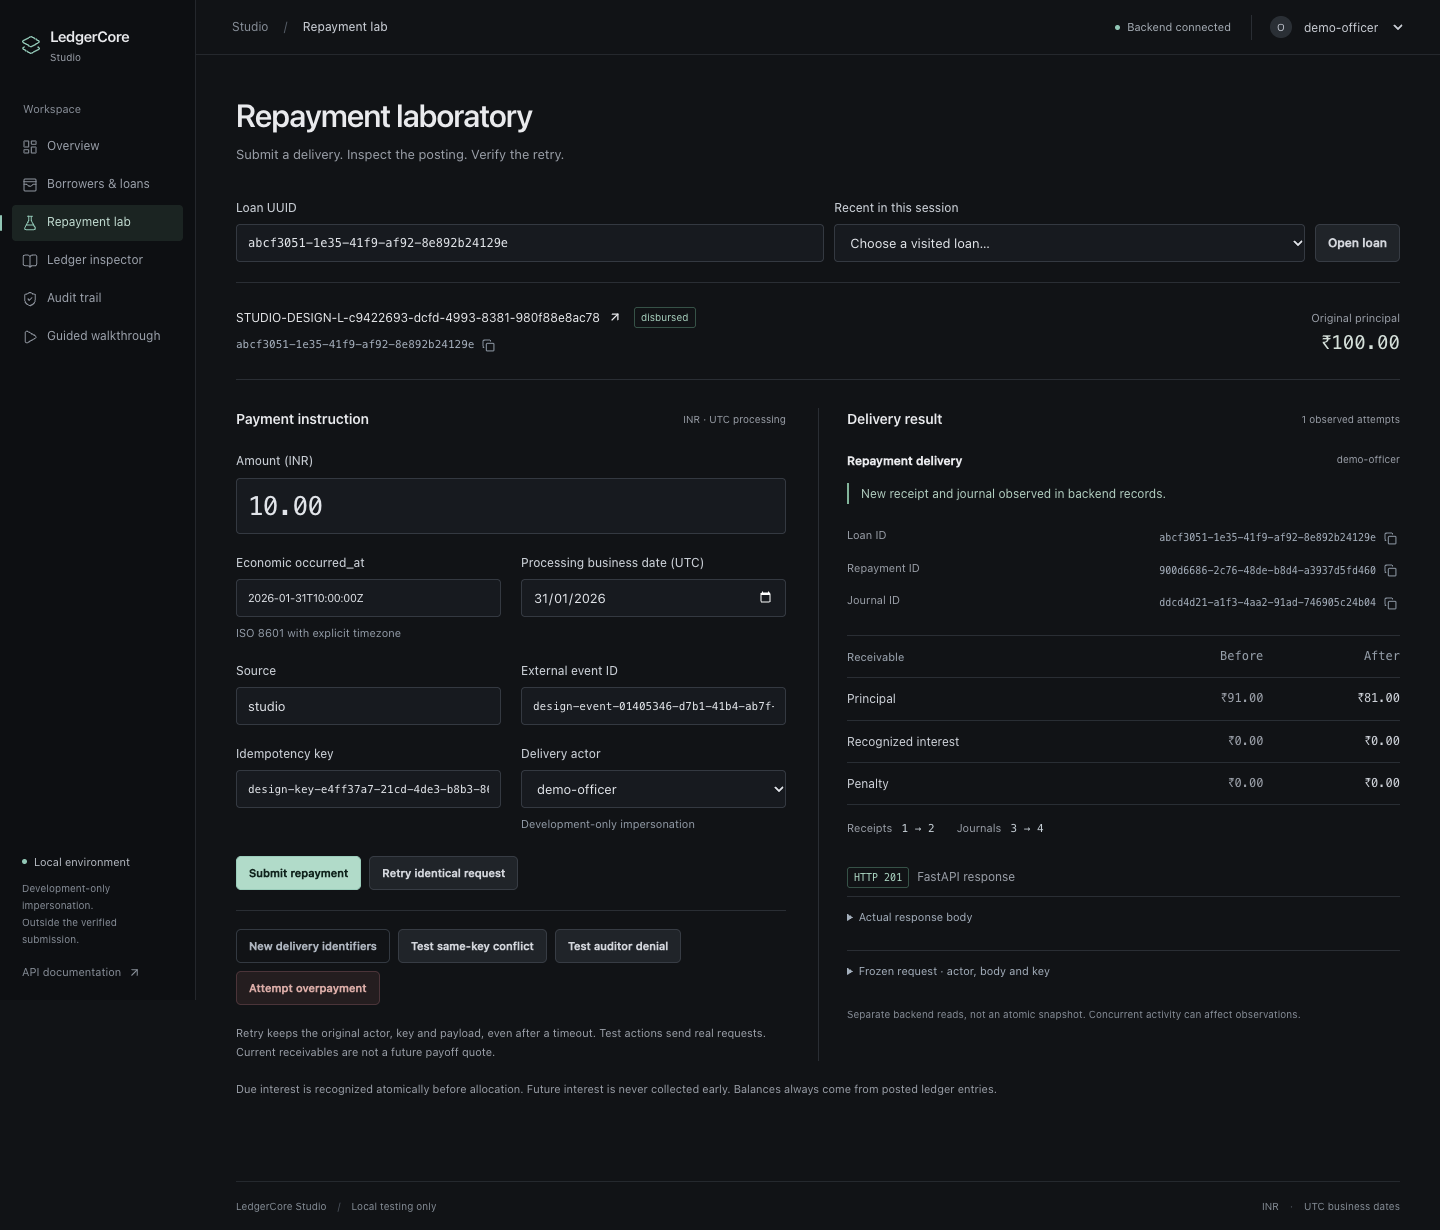 LedgerCore
Studio
Workspace
Overview
Borrowers & loans
Repayment lab
Ledger inspector
Audit trail
Guided walkthrough
Local environment
Development-only
impersonation.
Outside the verified
submission.
API documentation
Studio / Repayment lab
Backend connected
O demo-officer
Repayment laboratory
Submit a delivery. Inspect the posting. Verify the retry.
Loan UUID
abcf3051-1e35-41f9-af92-8e892b24129e
Recent in this session
Choose a visited loan...
Open loan
STUDIO-DESIGN-L-c9422693-dcfd-4993-8381-980f88e8ac78 disbursed
abcf3051-1e35-41f9-af92-8e892b24129e
Original principal
₹100.00
Payment instruction
INR · UTC processing
Amount (INR)
10.00
Economic occurred_at
2026-01-31T10:00:00Z
ISO 8601 with explicit timezone
Processing business date (UTC)
31/01/2026
Source
studio
External event ID
design-event-01405346-d7b1-41b4-ab7f-
Idempotency key
design-key-e4ff37a7-21cd-4de3-b8b3-8
Delivery actor
demo-officer
Development-only impersonation
Submit repayment
Retry identical request
New delivery identifiers
Test same-key conflict
Test auditor denial
Attempt overpayment
Retry keeps the original actor, key and payload, even after a timeout. Test actions send real requests.
Current receivables are not a future payoff quote.
Delivery result
1 observed attempts
Repayment delivery
demo-officer
New receipt and journal observed in backend records.
Loan ID abcf3051-1e35-41f9-af92-8e892b24129e
Repayment ID 900d6686-2c76-48de-b8d4-a3937d5fd460
Journal ID ddcd4d21-a1f3-4aa2-91ad-746905c24b04
Receivable Before After
Principal ₹91.00 ₹81.00
Recognized interest ₹0.00 ₹0.00
Penalty ₹0.00 ₹0.00
Receipts 1 → 2 Journals 3 → 4
HTTP 201 FastAPI response
Actual response body
Frozen request · actor, body and key
Separate backend reads, not an atomic snapshot. Concurrent activity can affect observations.
Due interest is recognized atomically before allocation. Future interest is never collected early. Balances always come from posted ledger entries.
LedgerCore Studio / Local testing only
INR · UTC business dates